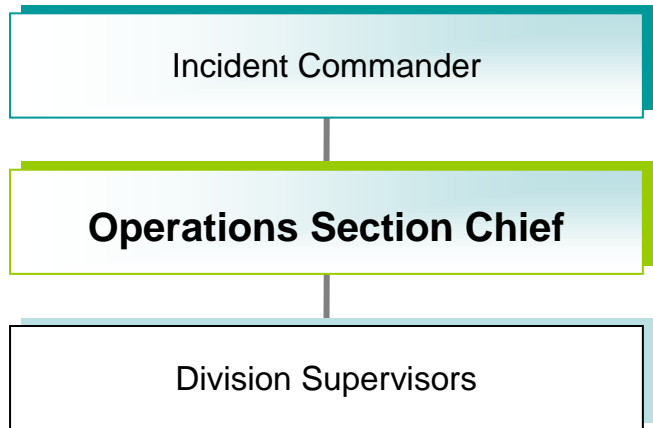 Incident Commander
Operations Section Chief
Division Supervisors